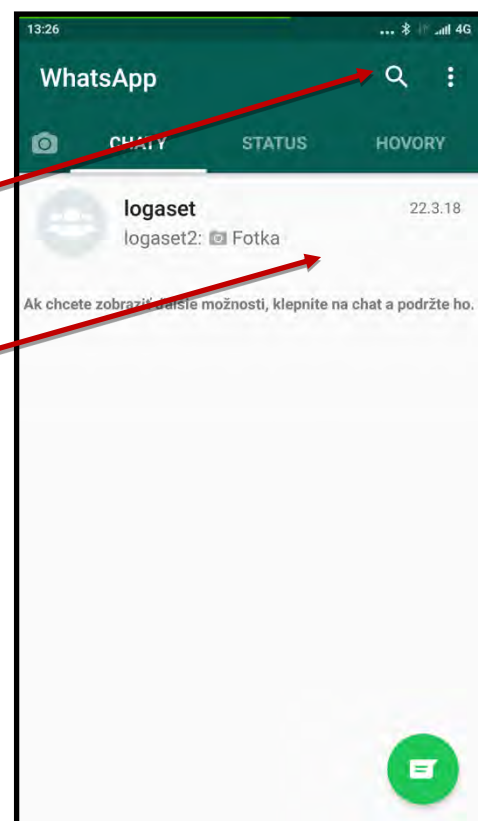 13:26 ... 4G
WhatsApp
CHATY STATUS HOVORY
logaset 22.3.18
logaset2: Fotka
Ak chcete zobraziť ďalšie možnosti, klepnite na chat a podržte ho.